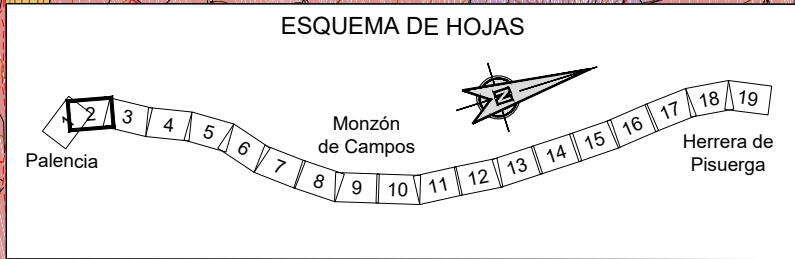 ESQUEMA DE HOJAS
1
2
3
4
5
6
7
8
9
10
11
12
13
14
15
16
17
18
19
Palencia
Monzón
de Campos
N
Herrera de
Pisuerga